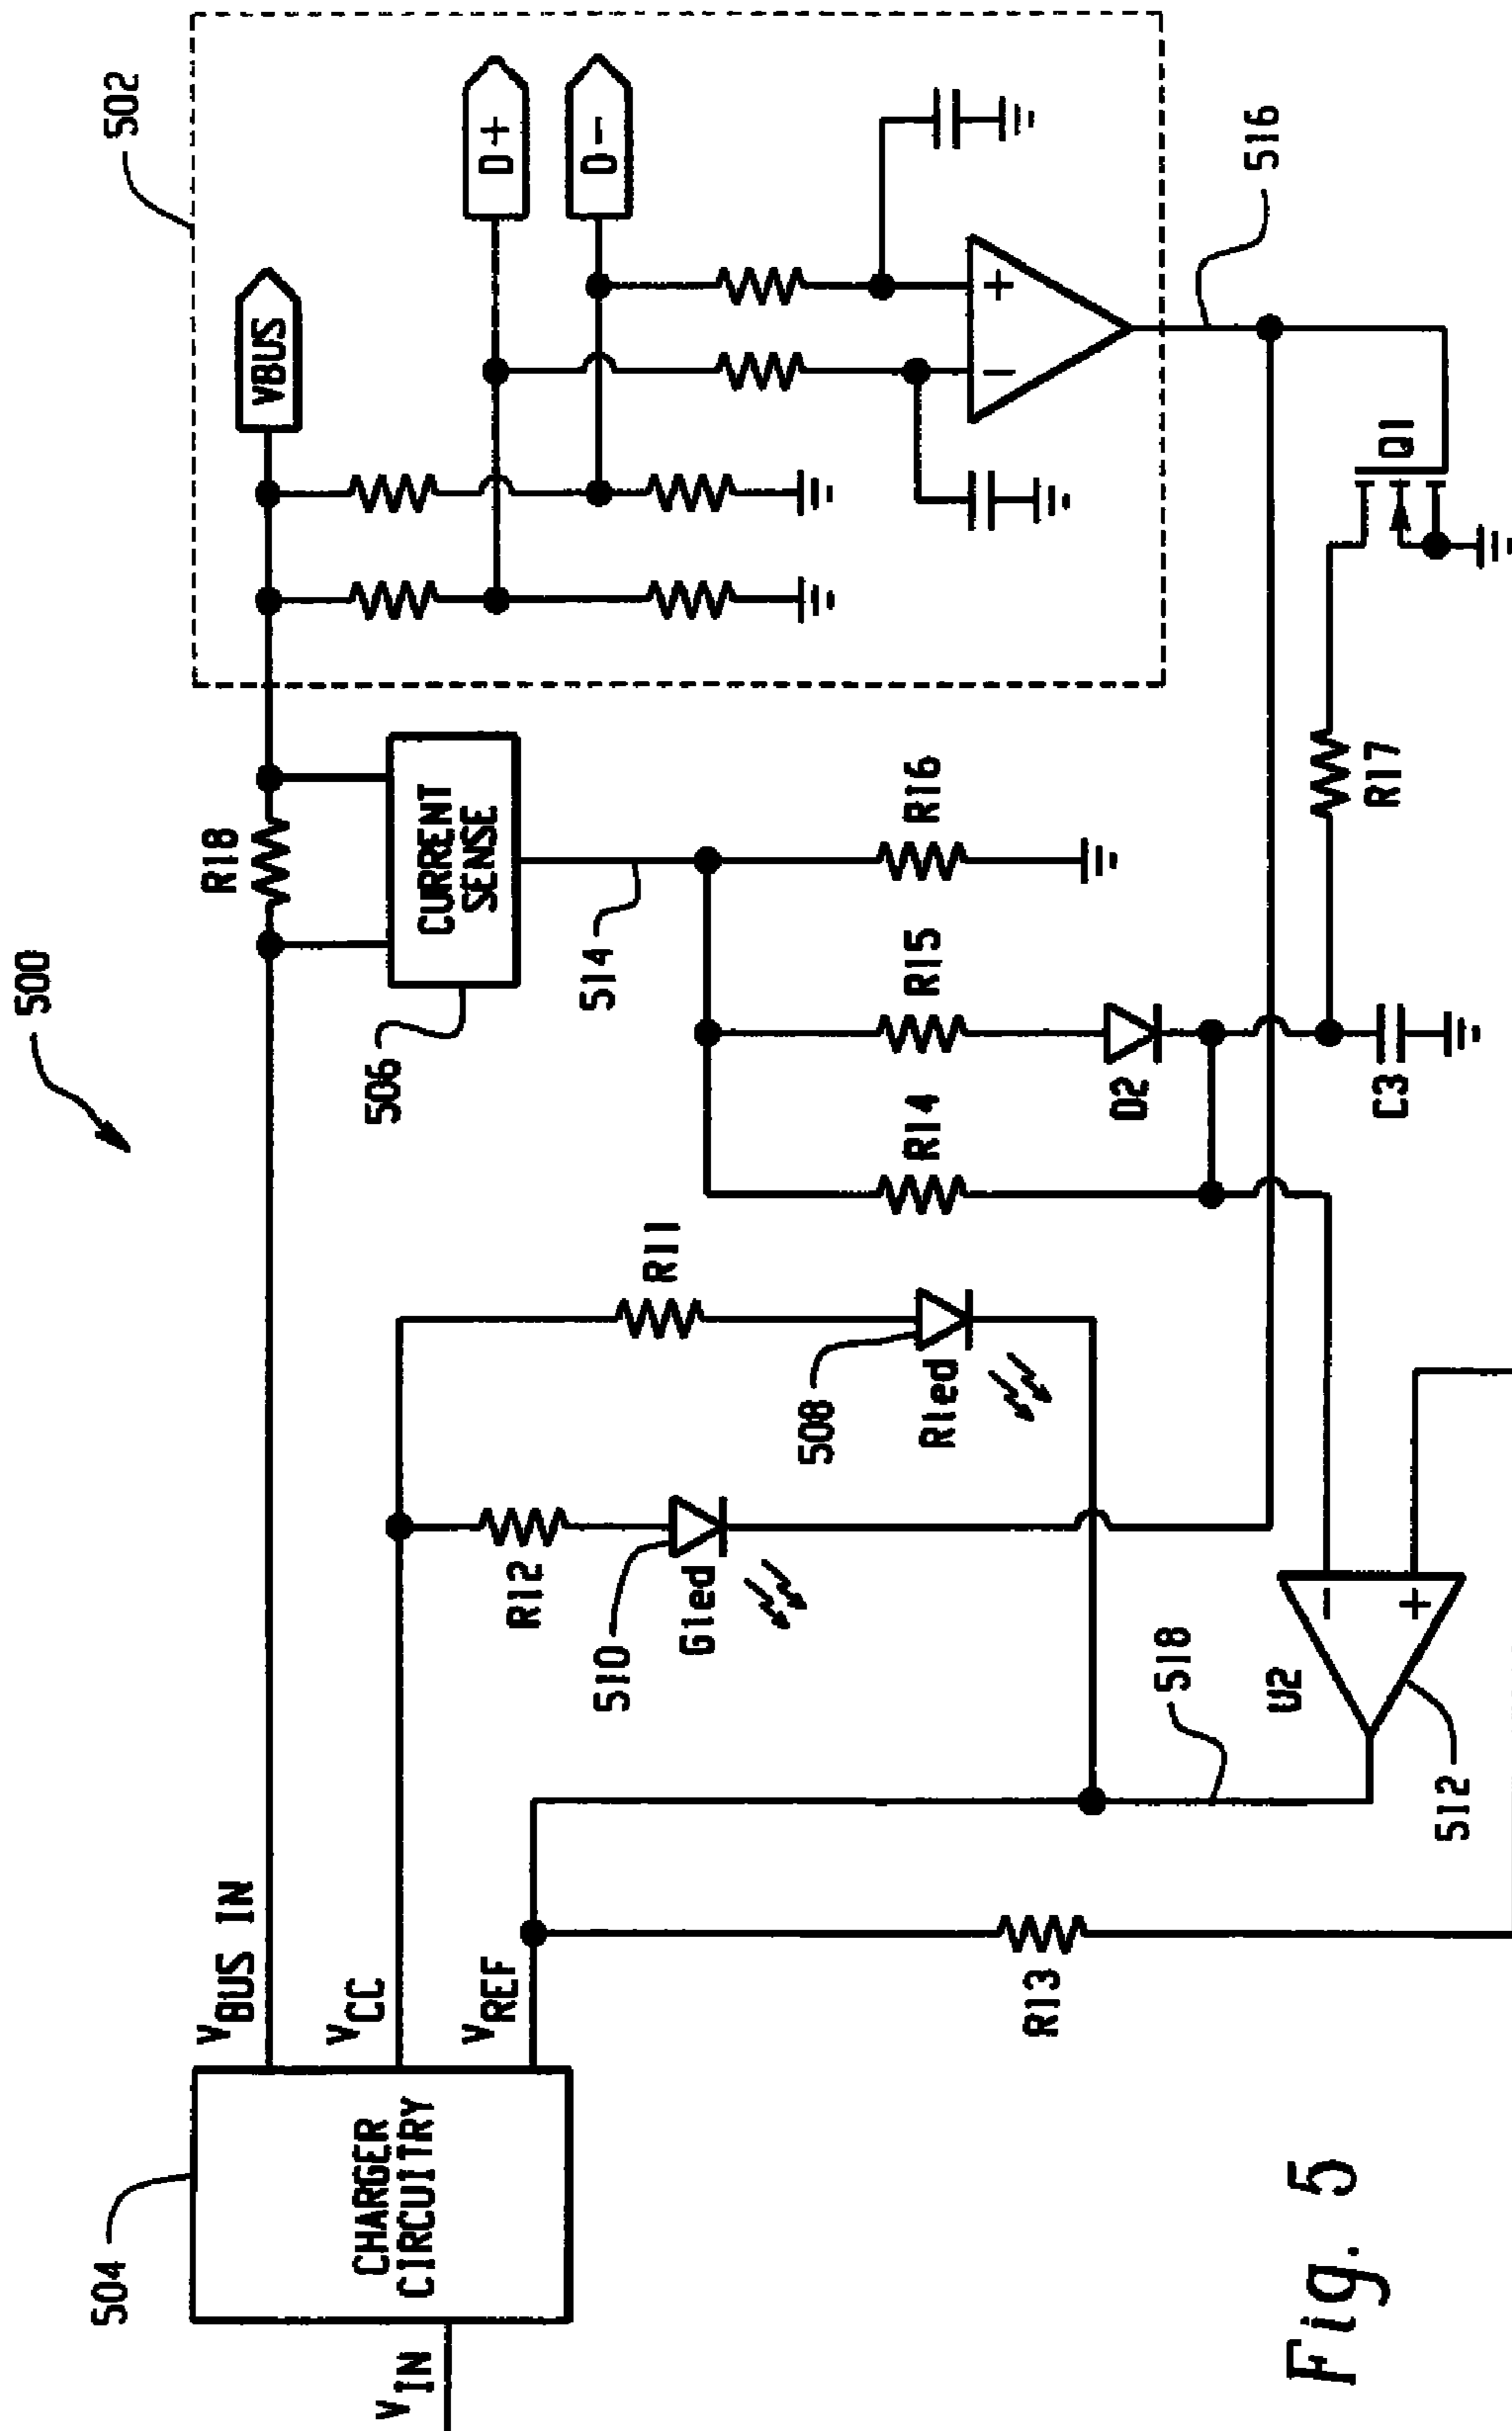 500
502
504
CHARGER
CIRCUITRY
VIN
VBUS IN
VCC
VREF
R18
VBUS
D+
D-
506
CURRENT
SENSE
514
R12
510
Gled
R11
508
Rled
R14
R15
R16
D2
+
−
516
R13
518
U2
512
−
+
C3
R17
Q1
Fig. 5